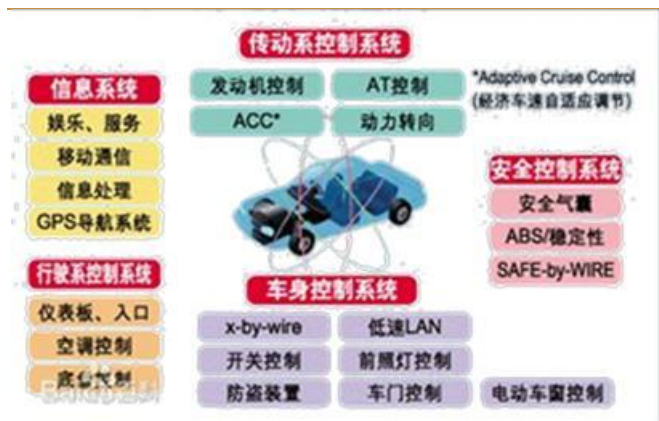 传动系控制系统
发动机控制
AT控制
ACC*
动力转向
*Adaptive Cruise Control
(经济车速自适应调节)
信息系统
娱乐、服务
移动通信
信息处理
GPS导航系统
安全控制系统
安全气囊
ABS/稳定性
SAFE-by-WIRE
行驶系控制系统
仪表板、入口
空调控制
底盘控制
车身控制系统
x-by-wire
低速LAN
开关控制
前照灯控制
防盗装置
车门控制
电动车窗控制